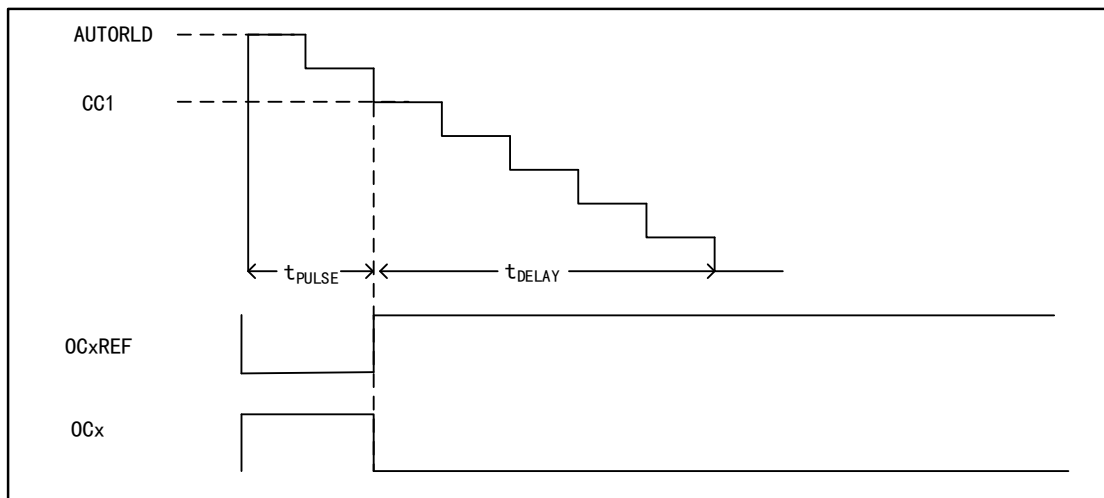 AUTORLD
CC1
tPULSE
tDELAY
OCxREF
OCx